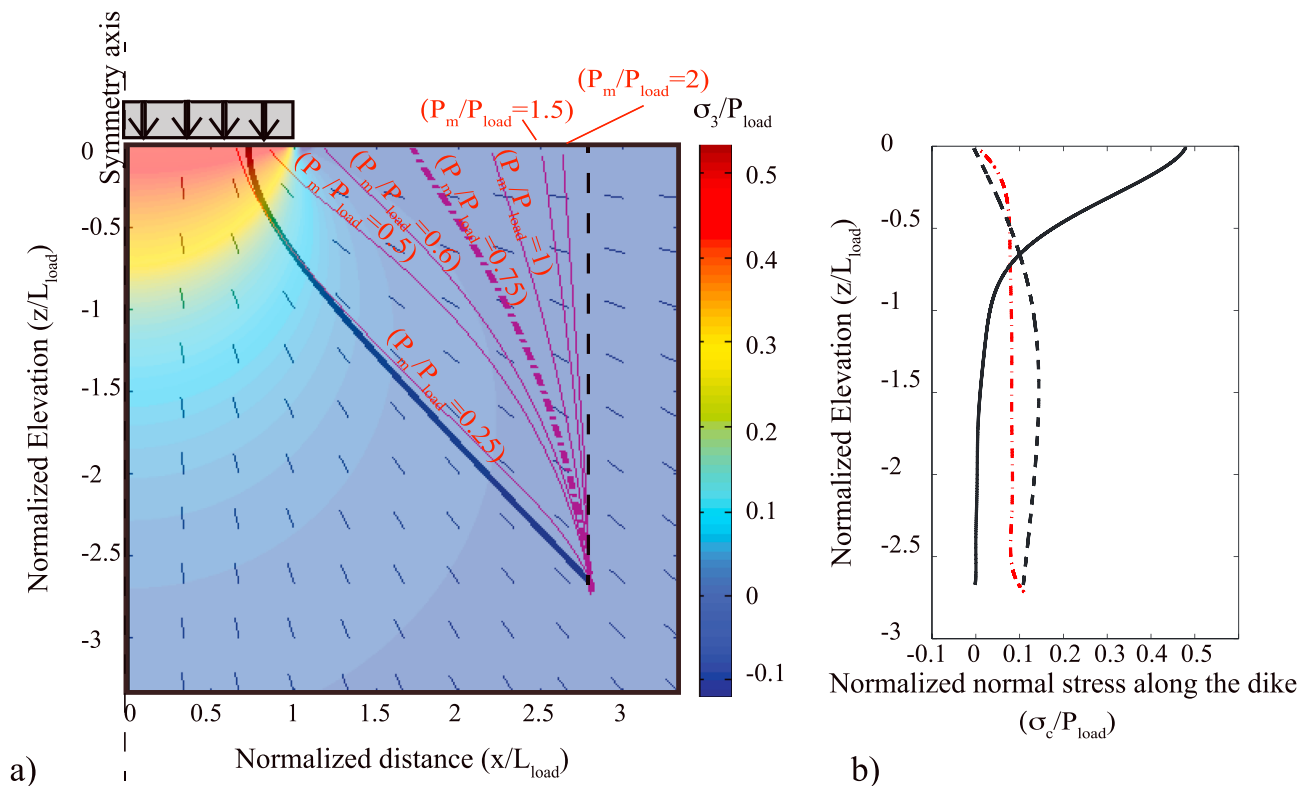 Symmetry axis
(P_m/P_load=2)
(P_m/P_load=1.5)
σ_3/P_load
(P_m/P_load=0.5)
(P_m/P_load=0.6)
(P_m/P_load=0.75)
(P_m/P_load=1)
(P_m/P_load=0.25)
Normalized Elevation (z/L_load)
0
-0.5
-1
-1.5
-2
-2.5
-3
0 0.5 1 1.5 2 2.5 3
Normalized distance (x/L_load)
0.5
0.4
0.3
0.2
0.1
0
-0.1
a)
Normalized Elevation (z/L_load)
0
-0.5
-1
-1.5
-2
-2.5
-3
-0.1 0 0.1 0.2 0.3 0.4 0.5
Normalized normal stress along the dike
(σ_c/P_load)
b)